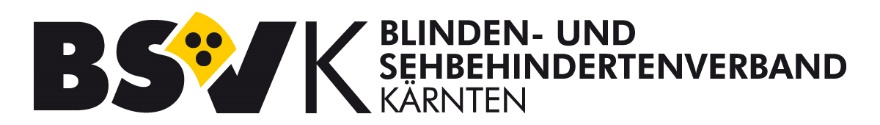 BSVK
BLINDEN- UND
SEHBEHINDERTENVERBAND
KÄRNTEN